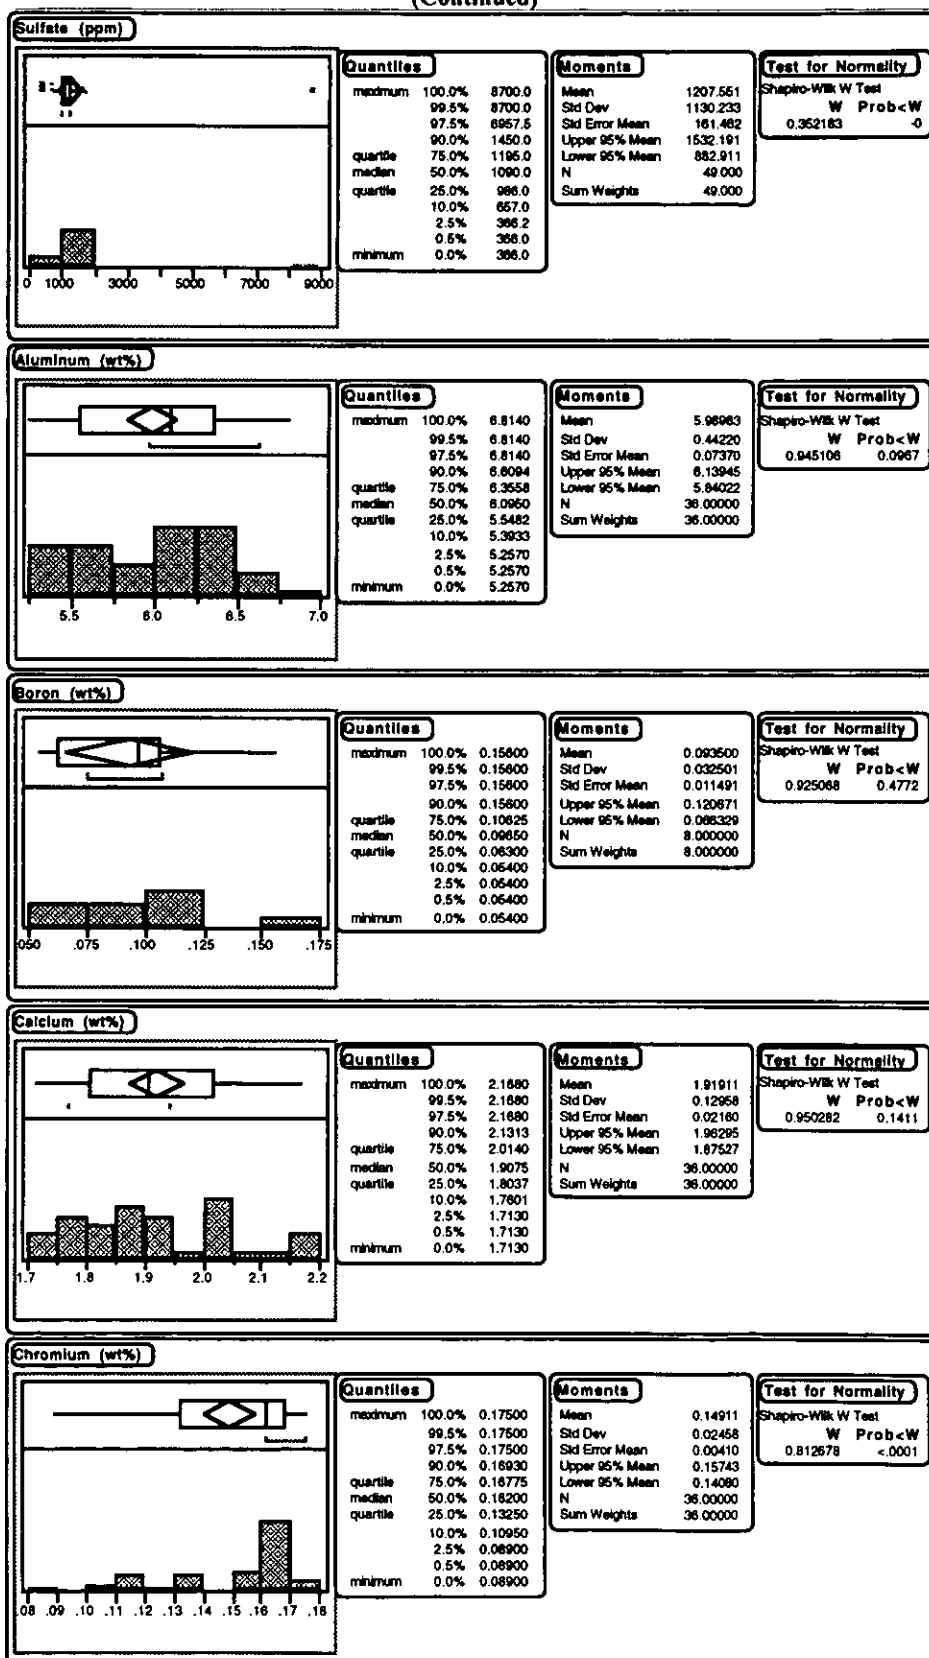 (Continued)
Sulfate (ppm)
0 1000 3000 5000 7000 9000
Quantiles
maximum 100.0% 8700.0
99.5% 8700.0
97.5% 6957.5
90.0% 1450.0
quartile 75.0% 1195.0
median 50.0% 1090.0
quartile 25.0% 986.0
10.0% 657.0
2.5% 366.2
0.5% 366.0
minimum 0.0% 366.0
Moments
Mean 1207.551
Std Dev 1130.233
Std Error Mean 161.462
Upper 95% Mean 1532.191
Lower 95% Mean 882.911
N 49.000
Sum Weights 49.000
Test for Normality
Shapiro-Wilk W Test
W Prob<W
0.352183 -0
Aluminum (wt%)
5.5 6.0 6.5 7.0
Quantiles
maximum 100.0% 6.8140
99.5% 6.8140
97.5% 6.8140
90.0% 6.6094
quartile 75.0% 6.3558
median 50.0% 6.0950
quartile 25.0% 5.5482
10.0% 5.3933
2.5% 5.2570
0.5% 5.2570
minimum 0.0% 5.2570
Moments
Mean 5.98983
Std Dev 0.44220
Std Error Mean 0.07370
Upper 95% Mean 6.13945
Lower 95% Mean 5.84022
N 36.00000
Sum Weights 36.00000
Test for Normality
Shapiro-Wilk W Test
W Prob<W
0.945106 0.0967
Boron (wt%)
.050 .075 .100 .125 .150 .175
Quantiles
maximum 100.0% 0.15600
99.5% 0.15600
97.5% 0.15600
90.0% 0.15600
quartile 75.0% 0.10625
median 50.0% 0.09650
quartile 25.0% 0.06300
10.0% 0.05400
2.5% 0.05400
0.5% 0.05400
minimum 0.0% 0.05400
Moments
Mean 0.093500
Std Dev 0.032501
Std Error Mean 0.011491
Upper 95% Mean 0.120671
Lower 95% Mean 0.066329
N 8.000000
Sum Weights 8.000000
Test for Normality
Shapiro-Wilk W Test
W Prob<W
0.925068 0.4772
Calcium (wt%)
1.7 1.8 1.9 2.0 2.1 2.2
Quantiles
maximum 100.0% 2.1680
99.5% 2.1680
97.5% 2.1680
90.0% 2.1313
quartile 75.0% 2.0140
median 50.0% 1.9075
quartile 25.0% 1.8037
10.0% 1.7601
2.5% 1.7130
0.5% 1.7130
minimum 0.0% 1.7130
Moments
Mean 1.91911
Std Dev 0.12958
Std Error Mean 0.02160
Upper 95% Mean 1.96295
Lower 95% Mean 1.87527
N 36.00000
Sum Weights 36.00000
Test for Normality
Shapiro-Wilk W Test
W Prob<W
0.950282 0.1411
Chromium (wt%)
.08 .09 .10 .11 .12 .13 .14 .15 .16 .17 .18
Quantiles
maximum 100.0% 0.17500
99.5% 0.17500
97.5% 0.17500
90.0% 0.16930
quartile 75.0% 0.16775
median 50.0% 0.16200
quartile 25.0% 0.13250
10.0% 0.10950
2.5% 0.08900
0.5% 0.08900
minimum 0.0% 0.08900
Moments
Mean 0.14911
Std Dev 0.02458
Std Error Mean 0.00410
Upper 95% Mean 0.15743
Lower 95% Mean 0.14080
N 36.00000
Sum Weights 36.00000
Test for Normality
Shapiro-Wilk W Test
W Prob<W
0.812678 <.0001